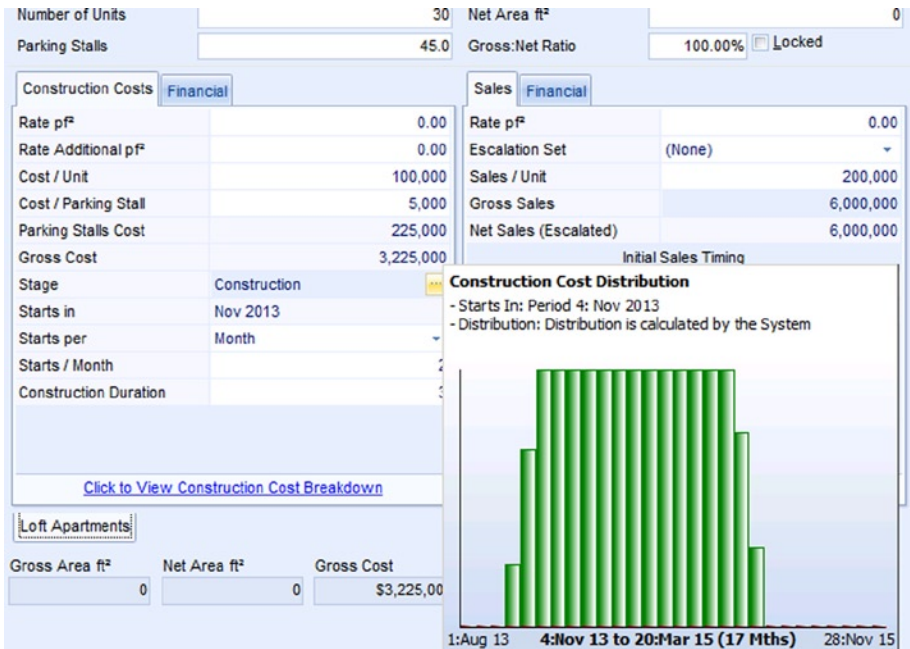 Number of Units 30 Net Area ft² 0
Parking Stalls 45.0 Gross:Net Ratio 100.00% Locked
Construction Costs Financial Sales Financial
Rate pf² 0.00 Rate pf² 0.00
Rate Additional pf² 0.00 Escalation Set (None)
Cost / Unit 100,000 Sales / Unit 200,000
Cost / Parking Stall 5,000 Gross Sales 6,000,000
Parking Stalls Cost 225,000 Net Sales (Escalated) 6,000,000
Gross Cost 3,225,000 Initial Sales Timing
Stage Construction ... Construction Cost Distribution
- Starts In: Period 4: Nov 2013
Starts in Nov 2013
- Distribution: Distribution is calculated by the System
Starts per Month
Starts / Month
Construction Duration
Click to View Construction Cost Breakdown
Loft Apartments
Gross Area ft² Net Area ft² Gross Cost
0 0 $3,225,00
1:Aug 13 4:Nov 13 to 20:Mar 15 (17 Mths) 28:Nov 15